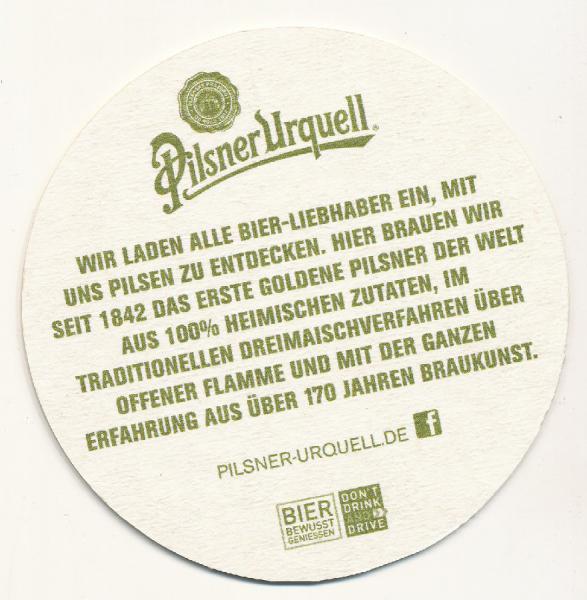 Pilsner Urquell
WIR LADEN ALLE BIER-LIEBHABER EIN, MIT
UNS PILSEN ZU ENTDECKEN. HIER BRAUEN WIR
SEIT 1842 DAS ERSTE GOLDENE PILSNER DER WELT
AUS 100% HEIMISCHEN ZUTATEN, IM
TRADITIONELLEN DREIMAISCHVERFAHREN ÜBER
OFFENER FLAMME UND MIT DER GANZEN
ERFAHRUNG AUS ÜBER 170 JAHREN BRAUKUNST.
PILSNER-URQUELL.DE f
BIER
BEWUSST
GENIESSEN
DON'T
DRINK
AND
DRIVE